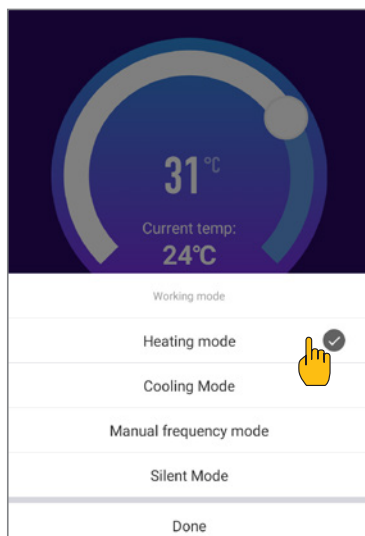 31°C
Current temp:
24°C
Working mode
Heating mode
Cooling Mode
Manual frequency mode
Silent Mode
Done